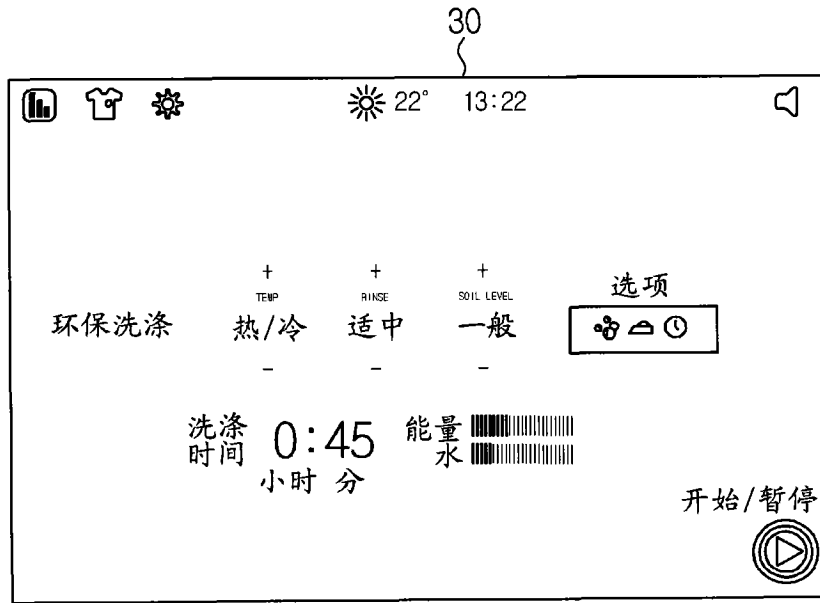 30
22° 13:22
+ + +
TEMP RINSE SOIL LEVEL 选项
环保洗涤 热/冷 适中 一般
- - -
洗涤时间 0:45 能量
水
小时 分
开始/暂停